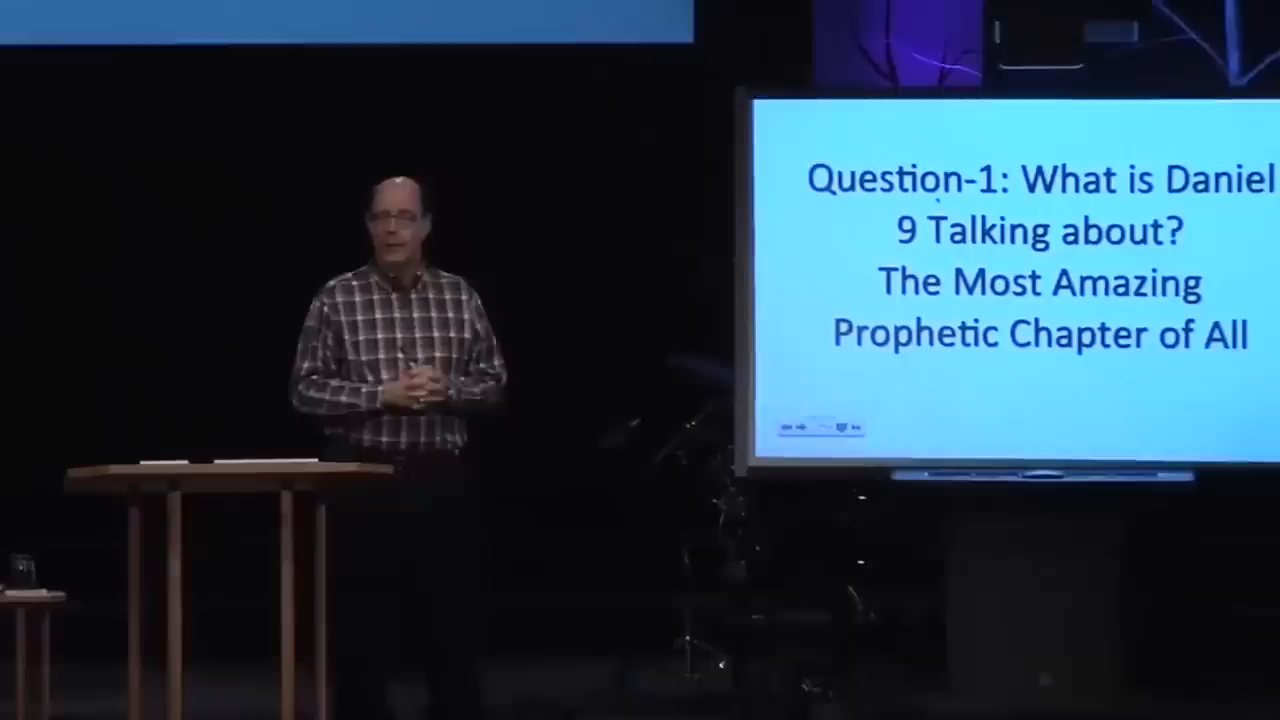 Question-1: What is Daniel
9 Talking about?
The Most Amazing
Prophetic Chapter of All